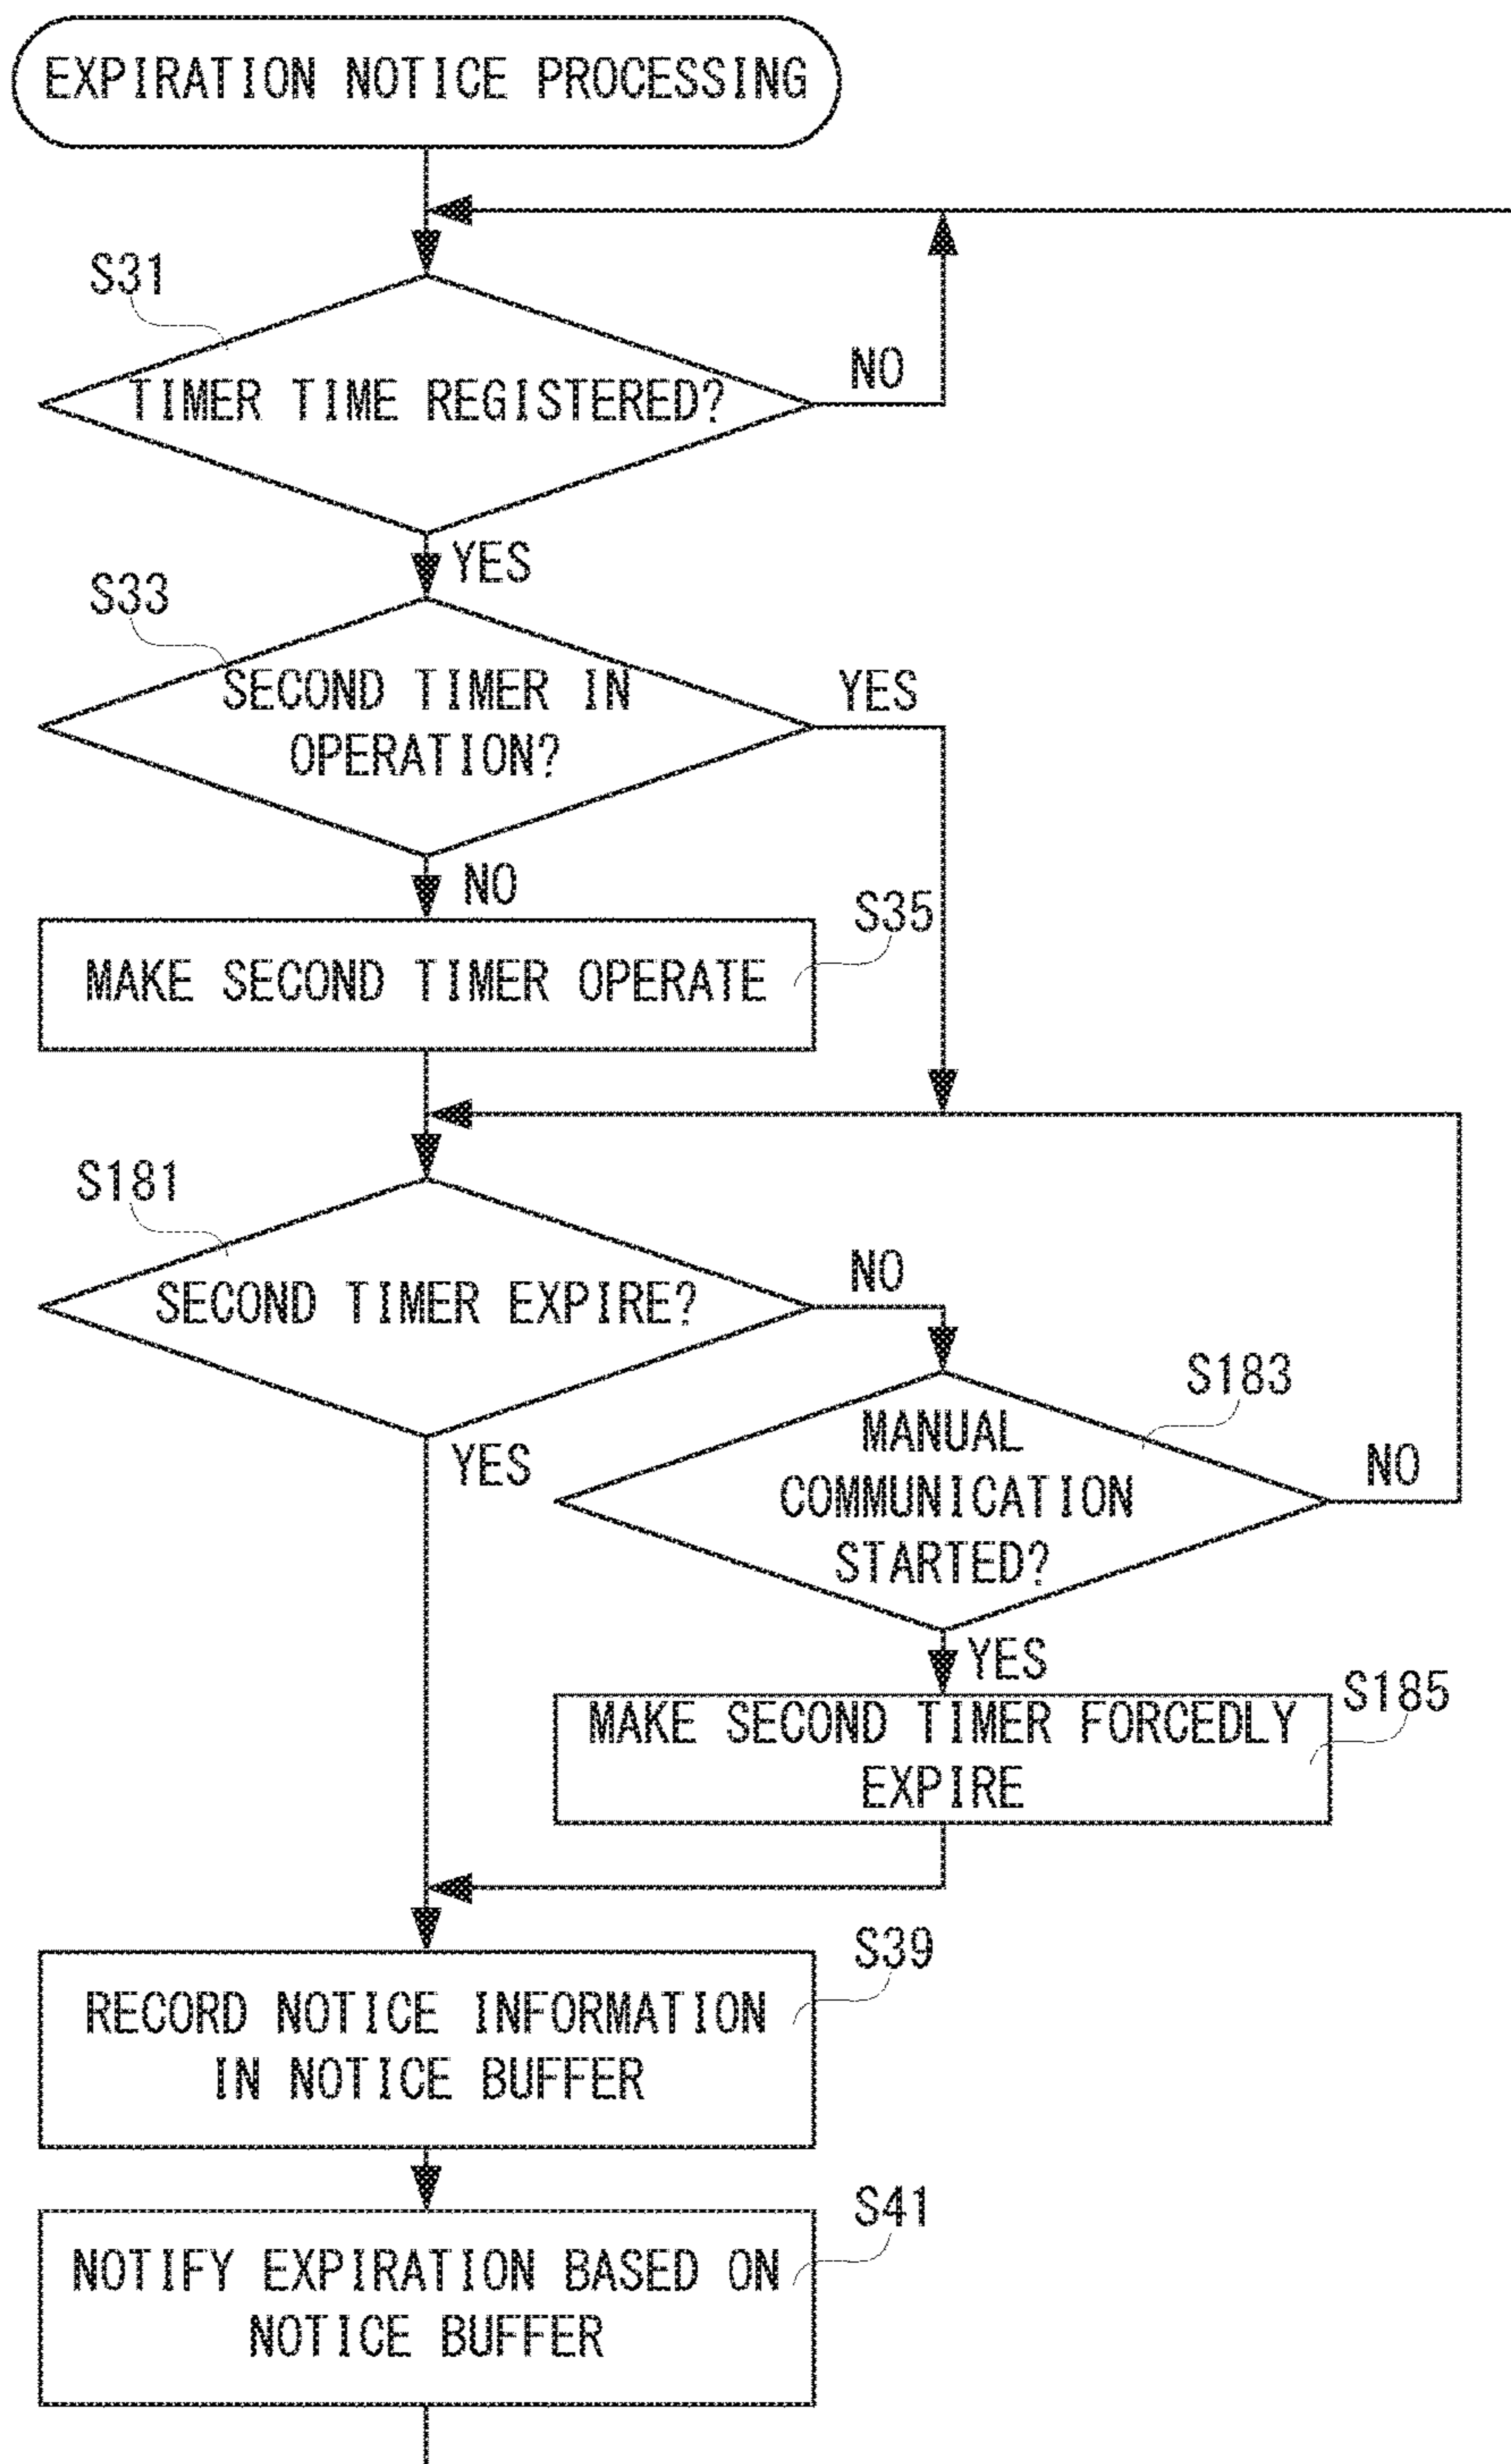 EXPIRATION NOTICE PROCESSING
S31
TIMER TIME REGISTERED?
NO
YES
S33
SECOND TIMER IN
OPERATION?
YES
NO
S35
MAKE SECOND TIMER OPERATE
S181
SECOND TIMER EXPIRE?
NO
YES
S183
MANUAL
COMMUNICATION
STARTED?
NO
YES
S185
MAKE SECOND TIMER FORCEDLY
EXPIRE
S39
RECORD NOTICE INFORMATION
IN NOTICE BUFFER
S41
NOTIFY EXPIRATION BASED ON
NOTICE BUFFER